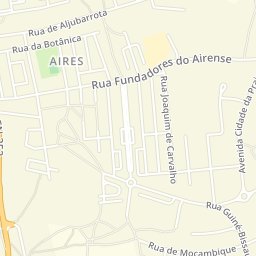 Rua de Aljubarrota
Rua da Botânica
AIRES
Rua Fundadores do Airense
Rua Joaquim de Carvalho
Avenida Cidade da Pra
Rua Guiné-Bissau
Rua de Moçambique